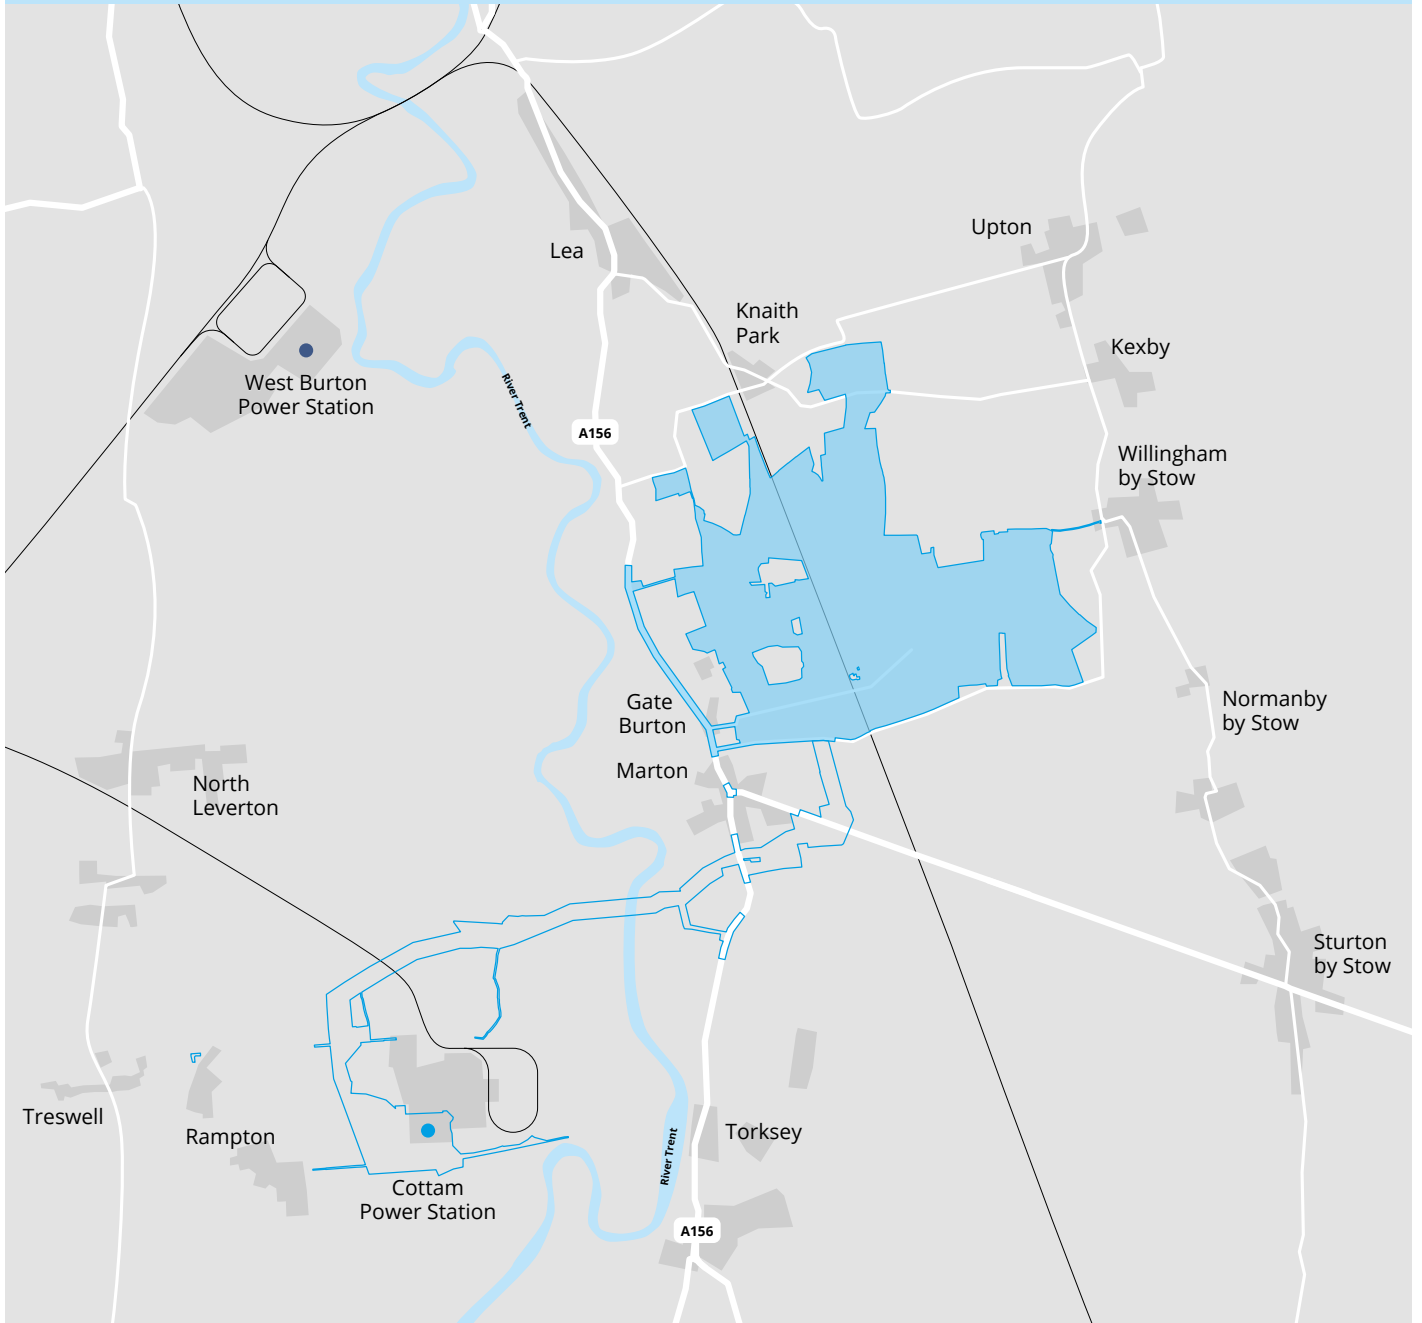 Upton
Lea
Knaith
Park
Kexby
West Burton
Power Station
River Trent
A156
Willingham
by Stow
Gate
Burton
Normanby
by Stow
Marton
North
Leverton
Sturton
by Stow
Treswell
Rampton
Torksey
River Trent
Cottam
Power Station
A156